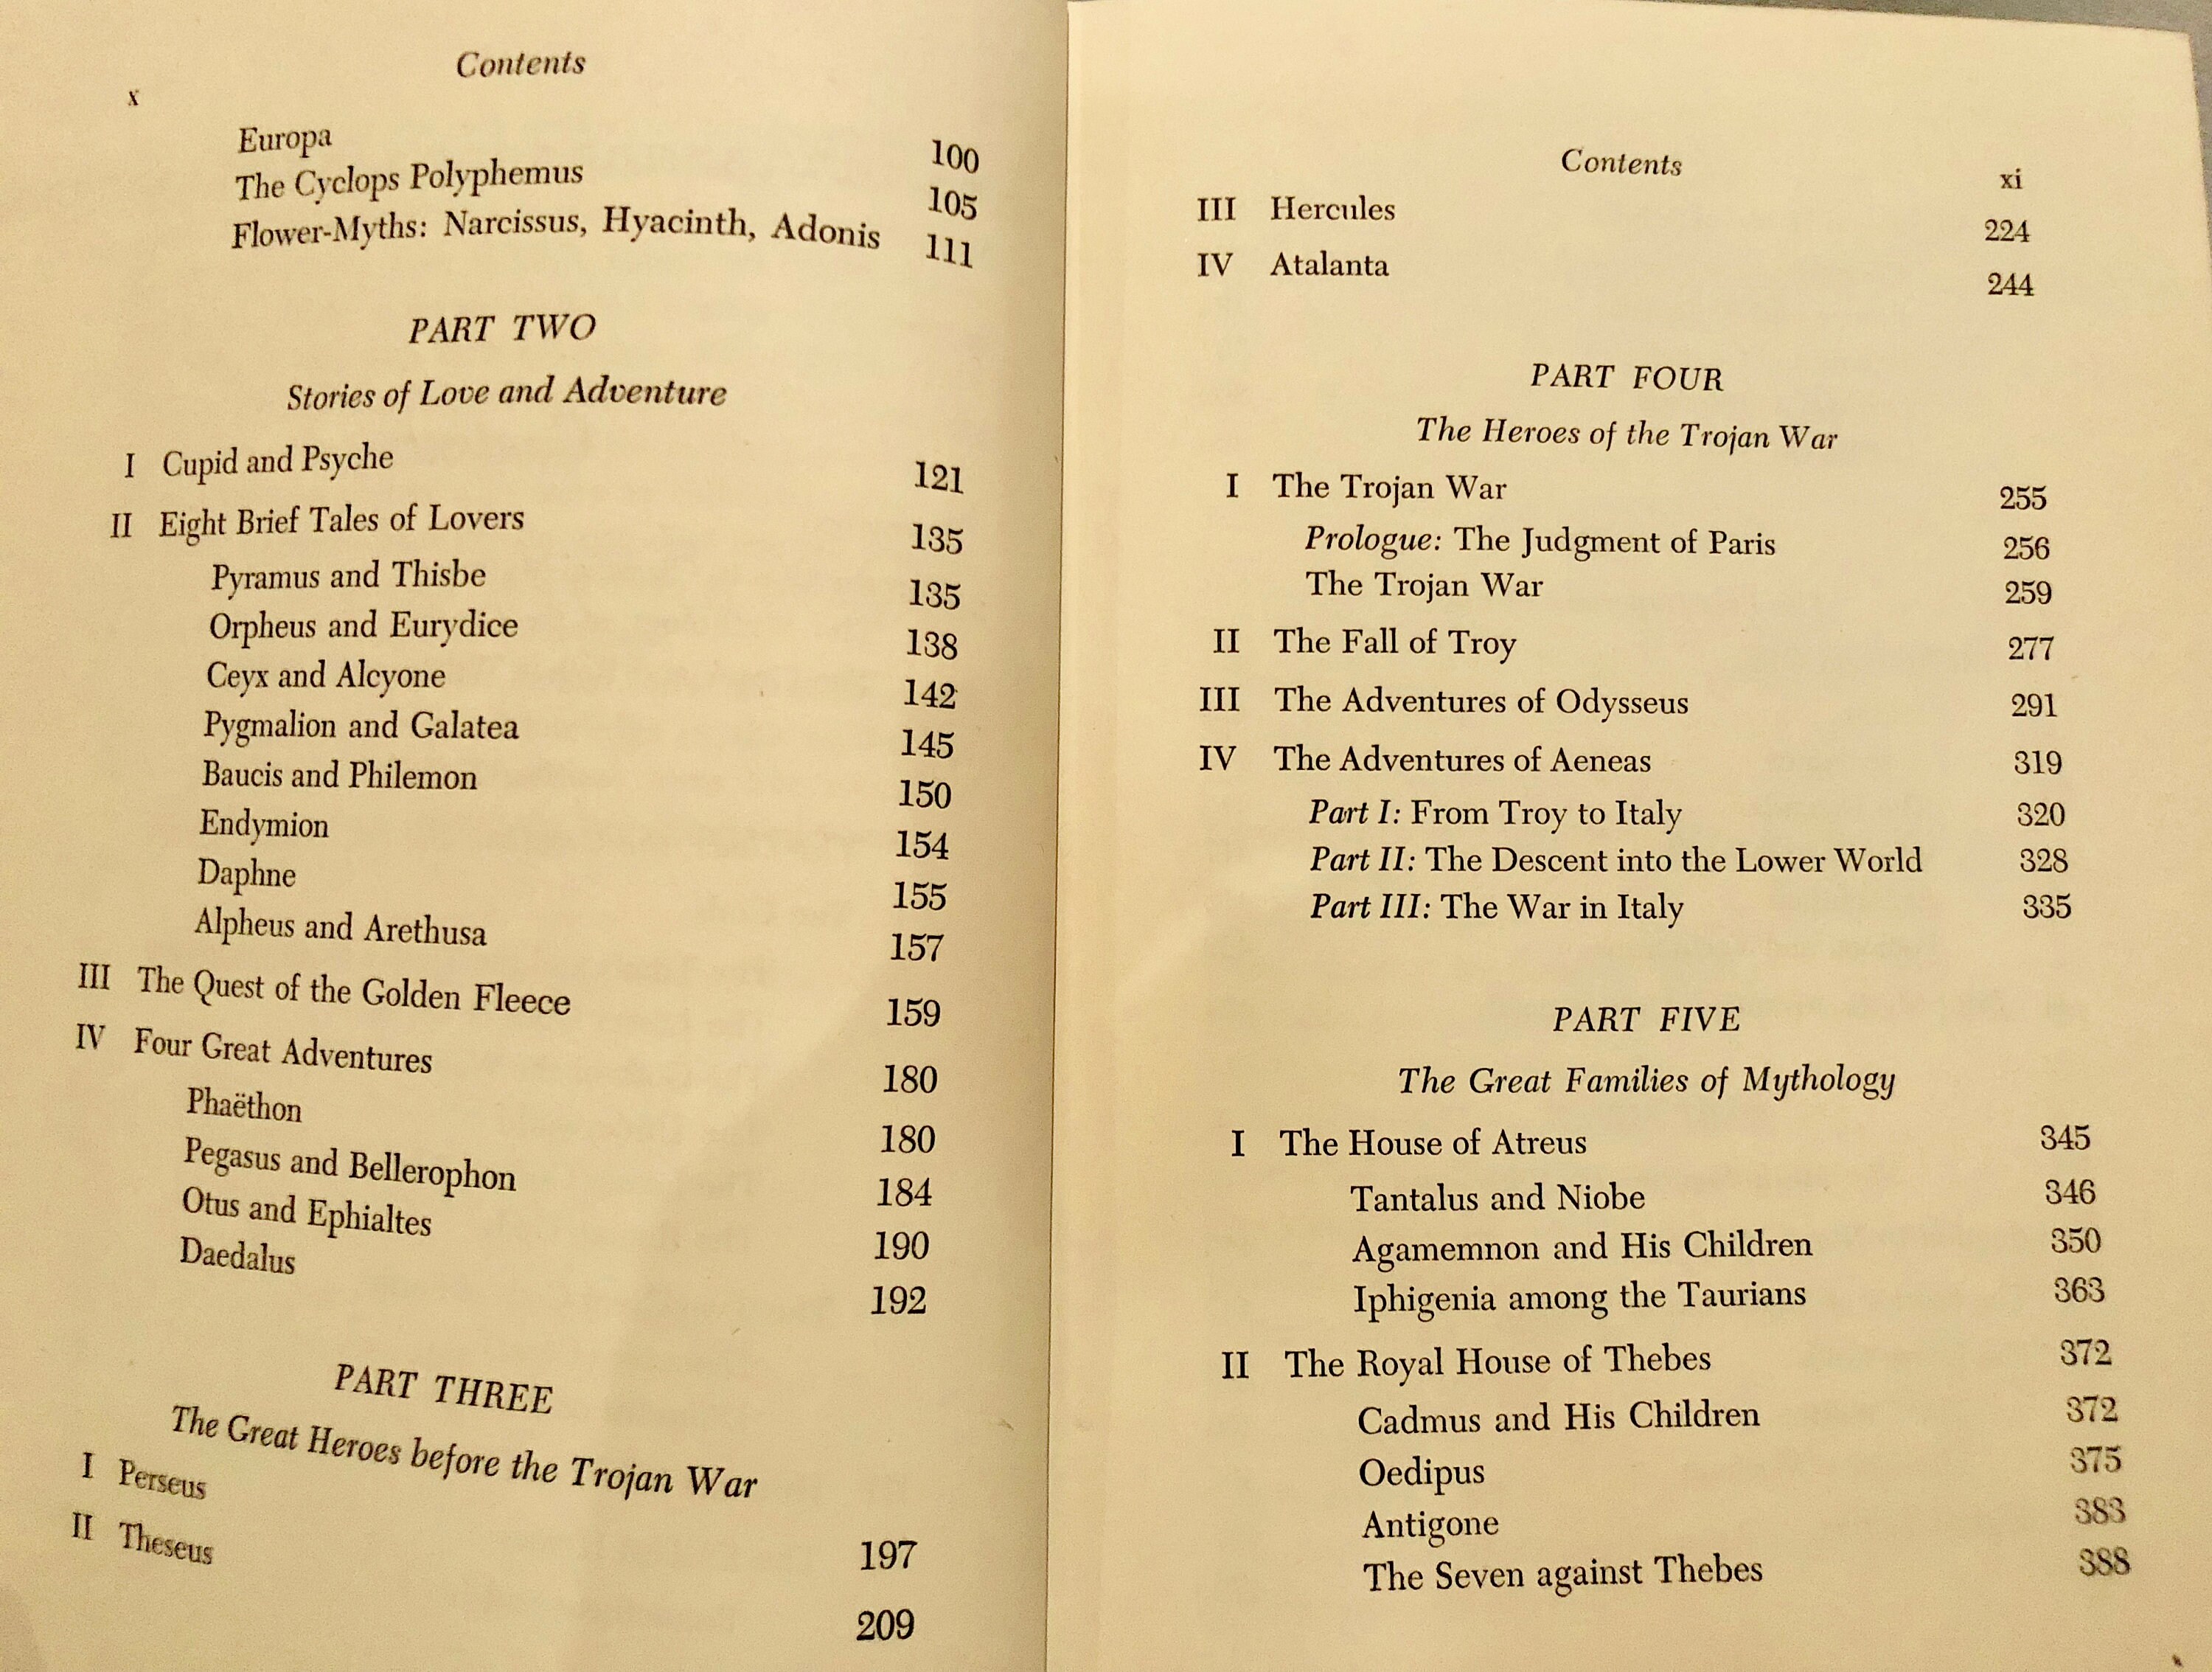 Contents
x
Europa 100
The Cyclops Polyphemus 105
Flower-Myths: Narcissus, Hyacinth, Adonis 111
PART TWO
Stories of Love and Adventure
I Cupid and Psyche 121
II Eight Brief Tales of Lovers 135
Pyramus and Thisbe 135
Orpheus and Eurydice 138
Ceyx and Alcyone 142
Pygmalion and Galatea 145
Baucis and Philemon 150
Endymion 154
Daphne 155
Alpheus and Arethusa 157
III The Quest of the Golden Fleece 159
IV Four Great Adventures 180
Phaëthon 180
Pegasus and Bellerophon 184
Otus and Ephialtes 190
Daedalus 192
PART THREE
The Great Heroes before the Trojan War
I Perseus 197
II Theseus 209
Contents xi
III Hercules 224
IV Atalanta 244
PART FOUR
The Heroes of the Trojan War
I The Trojan War 255
Prologue: The Judgment of Paris 256
The Trojan War 259
II The Fall of Troy 277
III The Adventures of Odysseus 291
IV The Adventures of Aeneas 319
Part I: From Troy to Italy 320
Part II: The Descent into the Lower World 328
Part III: The War in Italy 335
PART FIVE
The Great Families of Mythology
I The House of Atreus 345
Tantalus and Niobe 346
Agamemnon and His Children 350
Iphigenia among the Taurians 363
II The Royal House of Thebes 372
Cadmus and His Children 372
Oedipus 375
Antigone 383
The Seven against Thebes 388